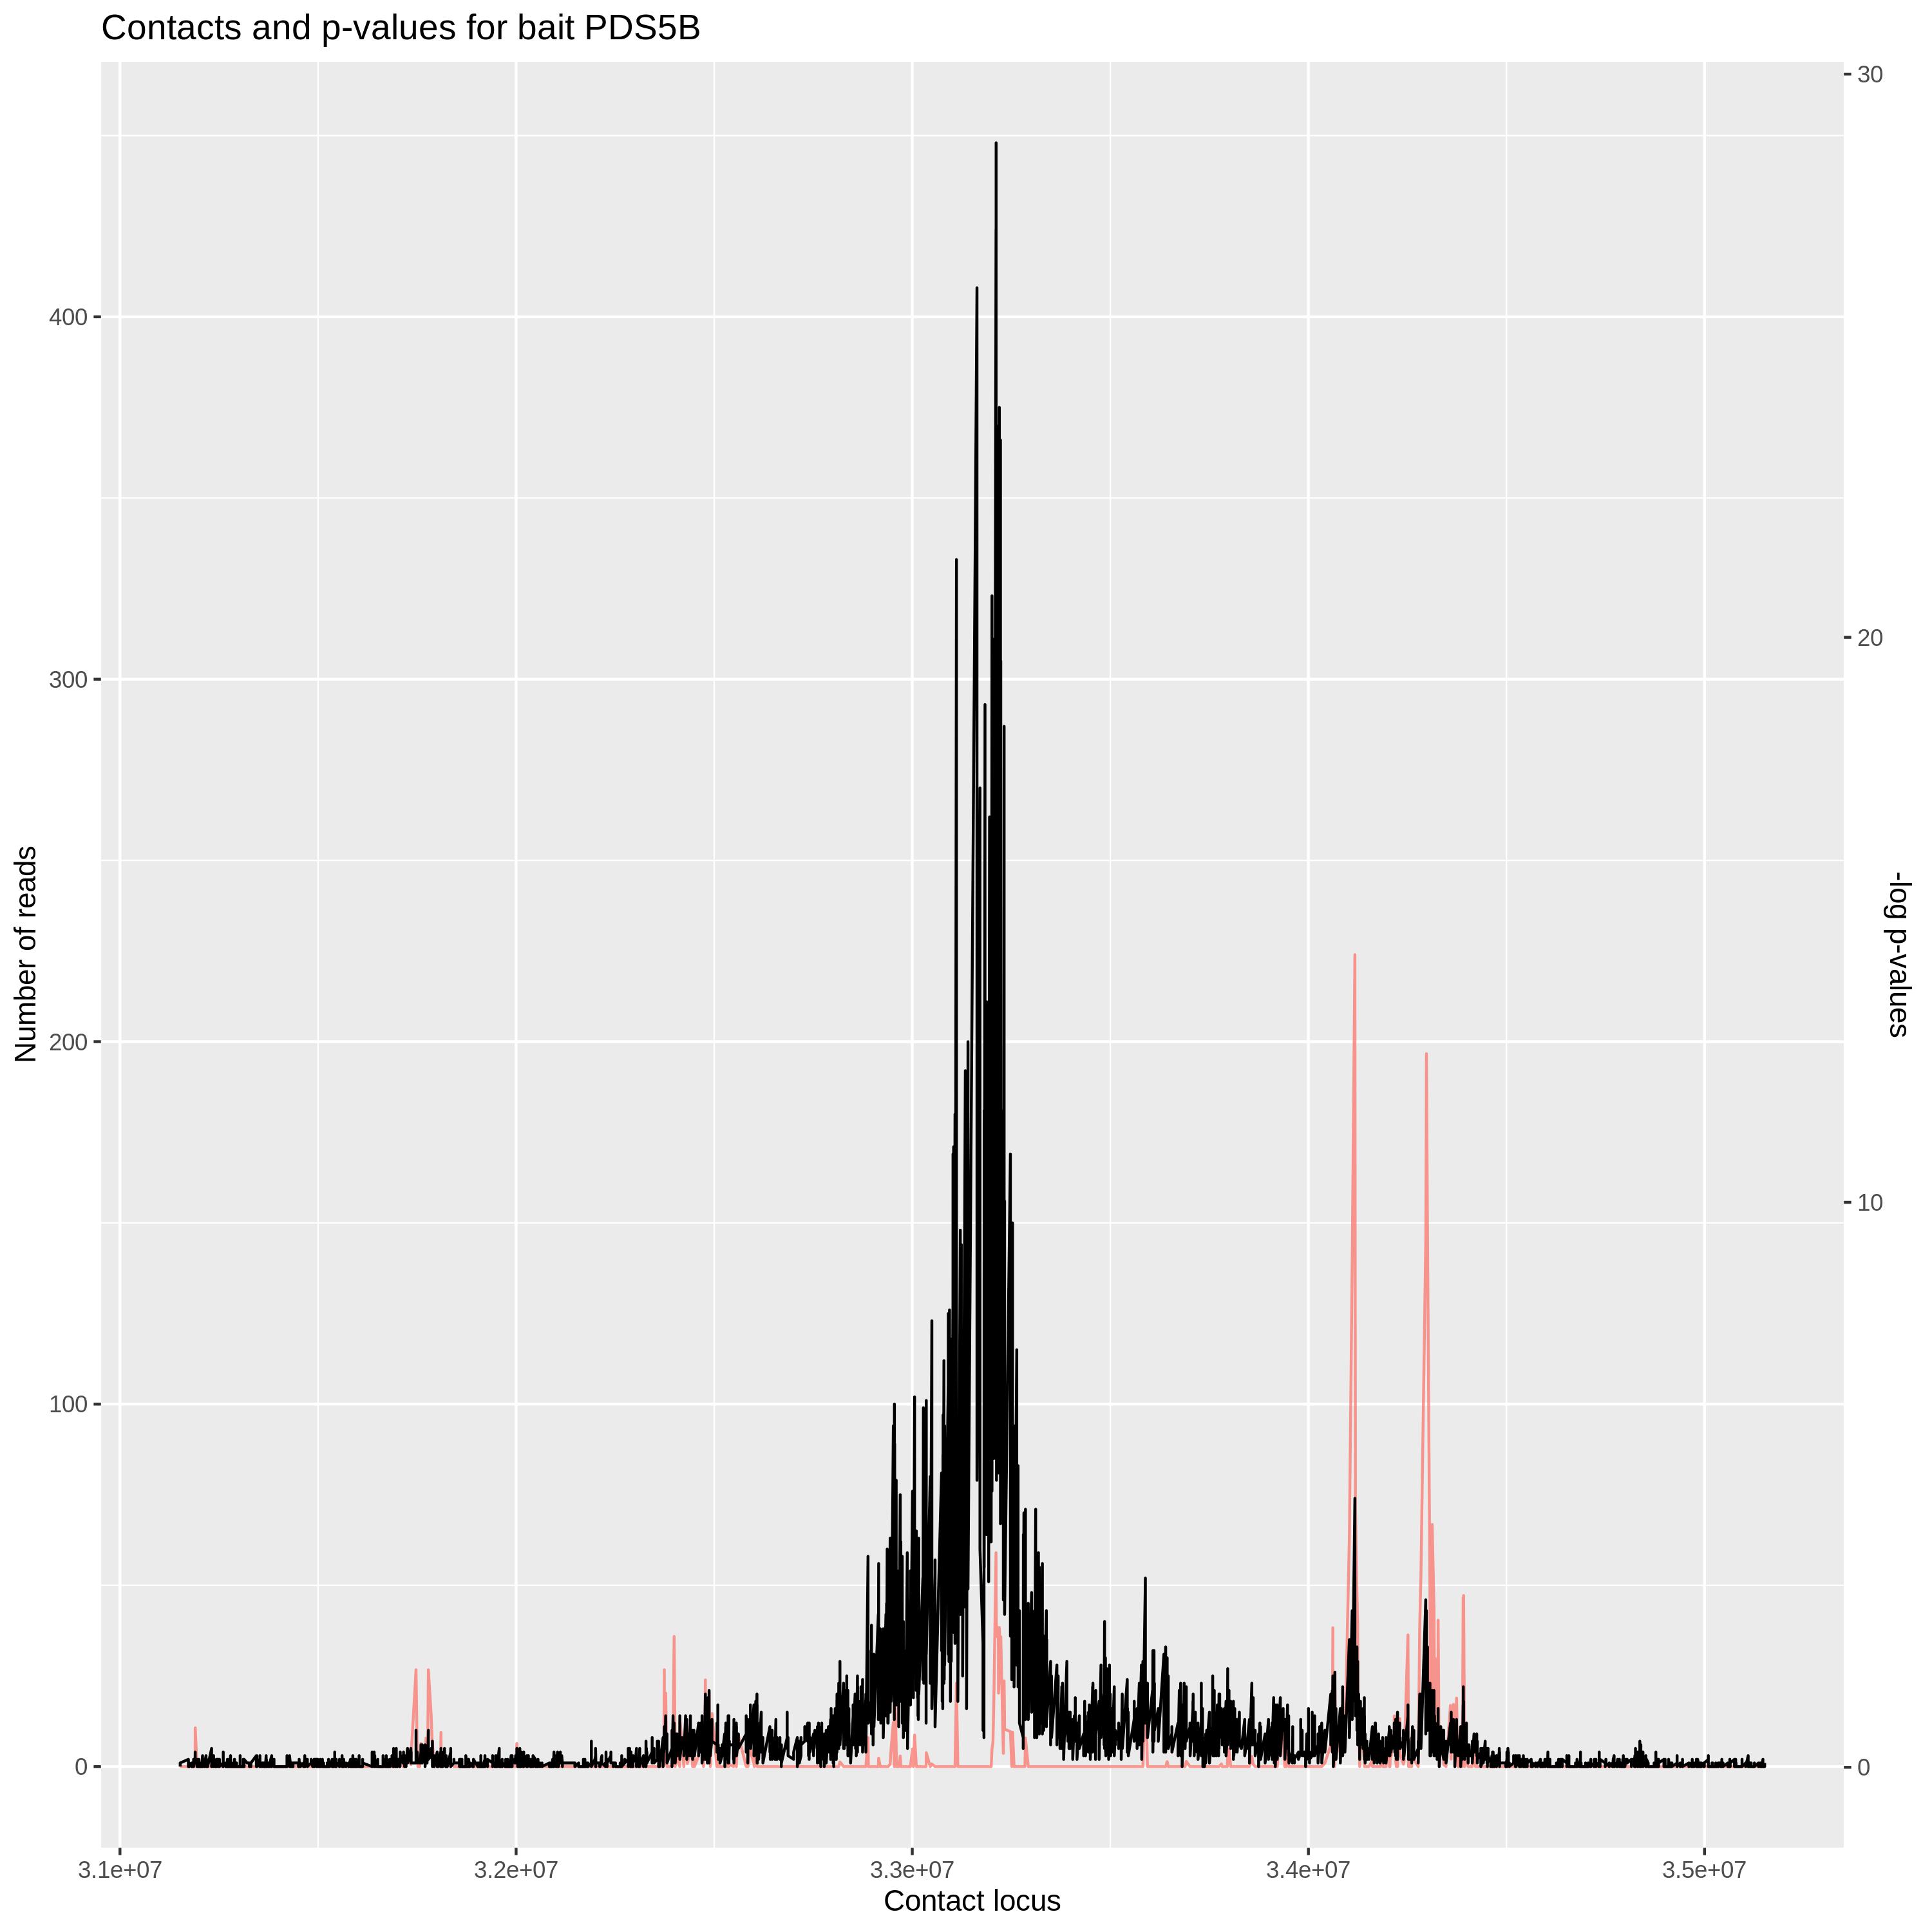 Contacts and p-values for bait PDS5B
30
400
20
300
Number of reads
-log p-values
200
10
100
0
0
3.1e+07 3.2e+07 3.3e+07 3.4e+07 3.5e+07
Contact locus